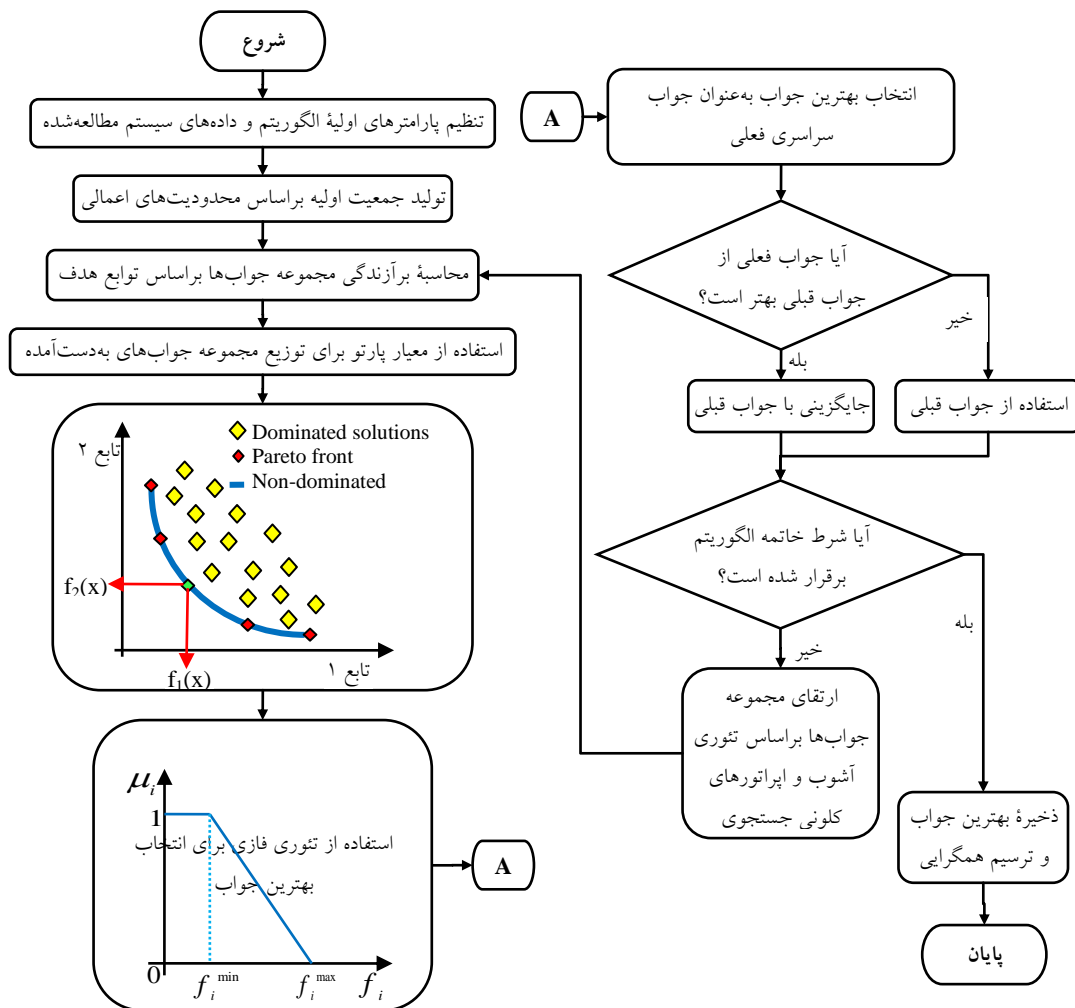 شروع
تنظیم پارامترهای اولیهٔ الگوریتم و داده‌های سیستم مطالعه‌شده
تولید جمعیت اولیه براساس محدودیت‌های اعمالی
محاسبهٔ برآزندگی مجموعه جواب‌ها براساس توابع هدف
استفاده از معیار پارتو برای توزیع مجموعه جواب‌های به‌دست‌آمده
تابع ۲
Dominated solutions
Pareto front
Non-dominated
f₂(x)
f₁(x)
تابع ۱
μᵢ
1
استفاده از تئوری فازی برای انتخاب
بهترین جواب
0
f i min
f i max
f i
A
A
انتخاب بهترین جواب به‌عنوان جواب
سراسری فعلی
آیا جواب فعلی از
جواب قبلی بهتر است؟
خیر
بله
جایگزینی با جواب قبلی
استفاده از جواب قبلی
آیا شرط خاتمه الگوریتم
برقرار شده است؟
بله
خیر
ارتقای مجموعه
جواب‌ها براساس تئوری
آشوب و اپراتورهای
کلونی جستجوی
ذخیرهٔ بهترین جواب
و ترسیم همگرایی
پایان